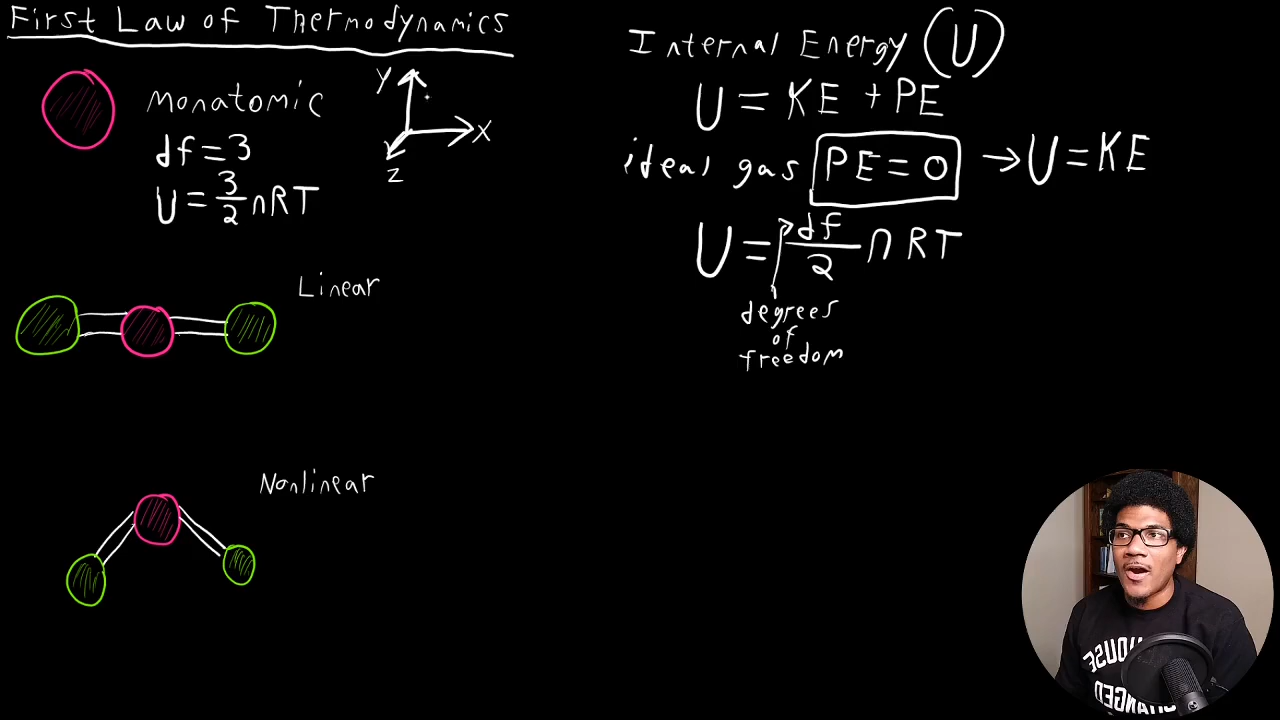 First Law of Thermodynamics
Monatomic
df = 3
U = 3/2 nRT
Y
X
Z
Linear
Nonlinear
Internal Energy (U)
U = KE + PE
ideal gas PE = 0 → U = KE
U = df/2 nRT
degrees
of
freedom
HOUSE